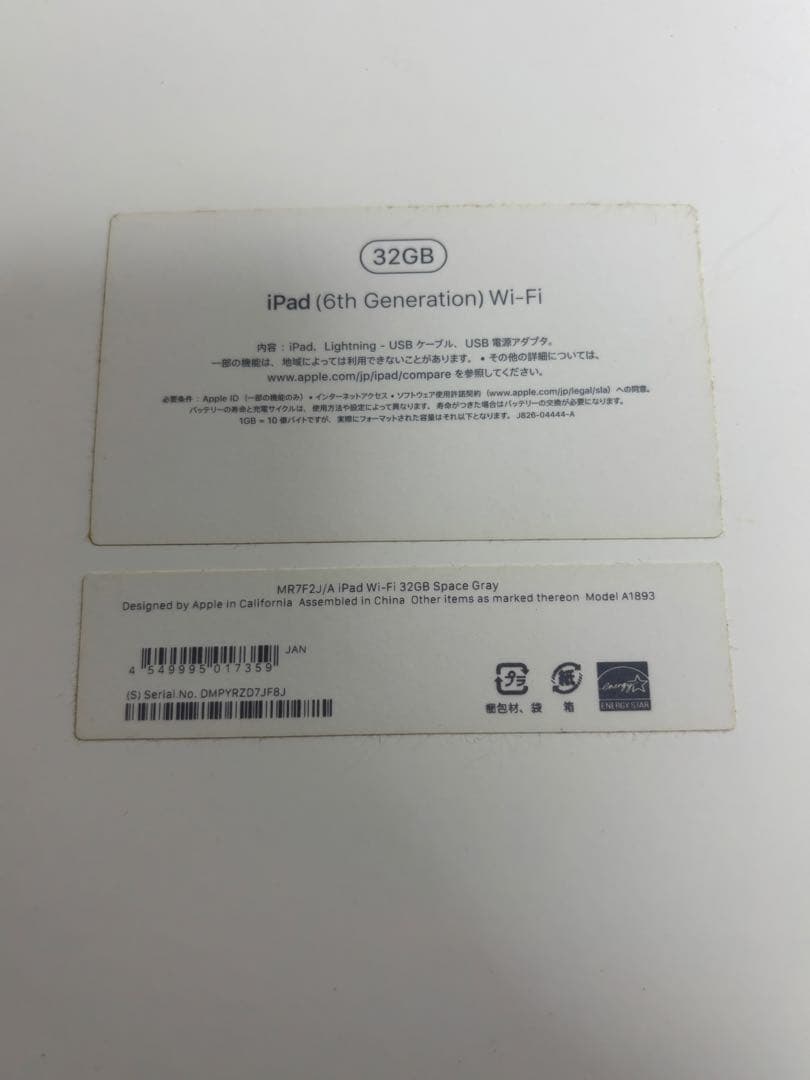 32GB
iPad (6th Generation) Wi-Fi
内容：iPad、Lightning - USB ケーブル、USB 電源アダプタ。
一部の機能は、地域によっては利用できないことがあります。• その他の詳細については、
www.apple.com/jp/ipad/compare を参照してください。
必要条件：Apple ID（一部の機能のみ）• インターネットアクセス • ソフトウェア使用許諾契約（www.apple.com/jp/legal/sla）への同意。
バッテリーの寿命と充電サイクルは、使用方法や設定によって異なります。寿命がつきた場合はバッテリーの交換が必要になります。
1GB = 10 億バイトですが、実際にフォーマットされた容量はそれ以下となります。J826-04444-A
MR7F2J/A iPad Wi-Fi 32GB Space Gray
Designed by Apple in California Assembled in China Other items as marked thereon Model A1893
JAN
4 549995 017359
(S) Serial No. DMPYRZD7JF8J
プラ
紙
energy
ENERGY STAR
梱包材、袋
箱